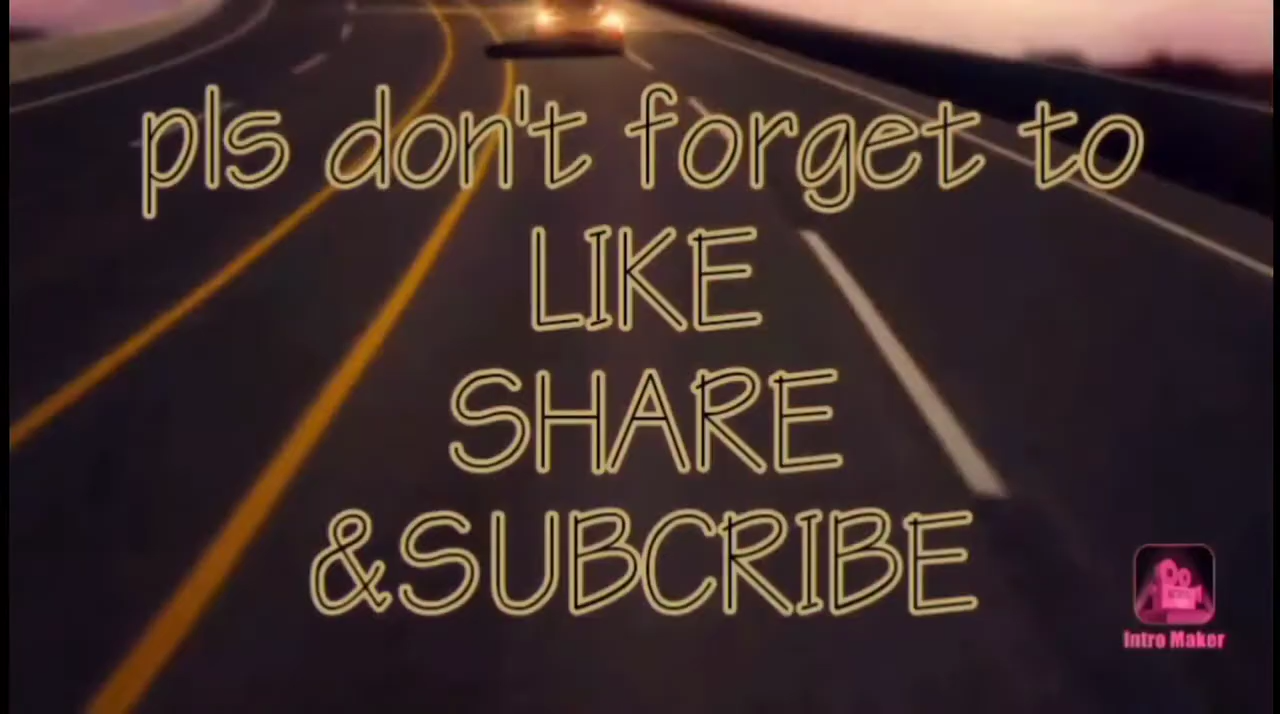 pls don't forget to
LIKE
SHARE
&SUBCRIBE
Intro Maker